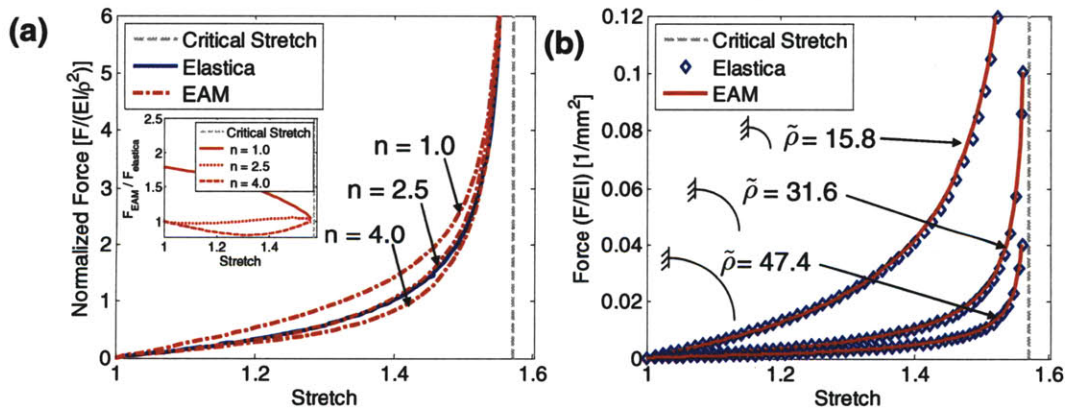 (a)
Normalized Force [F/(EI/ρ²)]
6
5
4
3
2
1
0
Critical Stretch
Elastica
EAM
F_EAM / F_elastica
2.5
2
1.5
1
Critical Stretch
n = 1.0
n = 2.5
n = 4.0
1
1.2
1.4
Stretch
n = 1.0
n = 2.5
n = 4.0
1
1.2
1.4
1.6
Stretch
(b)
Force (F/EI) [1/mm²]
0.12
0.1
0.08
0.06
0.04
0.02
0
Critical Stretch
Elastica
EAM
ρ̃ = 15.8
ρ̃ = 31.6
ρ̃ = 47.4
1
1.2
1.4
1.6
Stretch